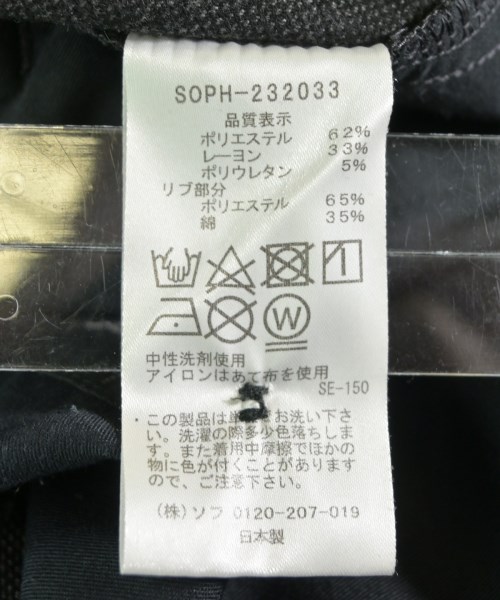 SOPH-232033
品質表示
ポリエステル 62%
レーヨン 33%
ポリウレタン 5%
リブ部分
ポリエステル 65%
綿 35%
W
中性洗剤使用
アイロンはあて布を使用
SE-150
・この製品は単 お洗い下さ
い。洗濯の際多少色落ちしま
す。また着用中摩擦でほかの
物に色が付くことがあります
ので、ご注意下さい。
(株)ソフ 0120-207-019
日本製